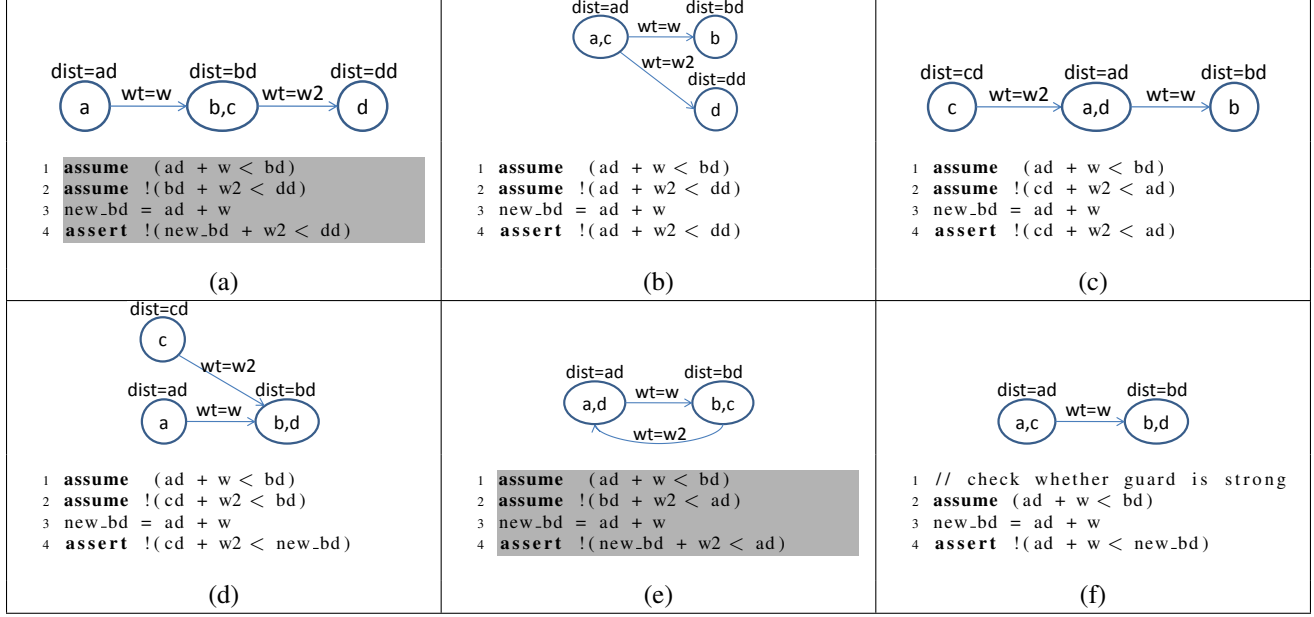 dist=ad dist=bd dist=dd
a wt=w b,c wt=w2 d
1 assume (ad + w < bd)
2 assume !(bd + w2 < dd)
3 new_bd = ad + w
4 assert !(new_bd + w2 < dd)
(a)
dist=ad dist=bd
a,c wt=w b
wt=w2
dist=dd
d
1 assume (ad + w < bd)
2 assume !(ad + w2 < dd)
3 new_bd = ad + w
4 assert !(ad + w2 < dd)
(b)
dist=cd dist=ad dist=bd
c wt=w2 a,d wt=w b
1 assume (ad + w < bd)
2 assume !(cd + w2 < ad)
3 new_bd = ad + w
4 assert !(cd + w2 < ad)
(c)
dist=cd
c
wt=w2
dist=ad dist=bd
a wt=w b,d
1 assume (ad + w < bd)
2 assume !(cd + w2 < bd)
3 new_bd = ad + w
4 assert !(cd + w2 < new_bd)
(d)
dist=ad dist=bd
a,d wt=w b,c
wt=w2
1 assume (ad + w < bd)
2 assume !(bd + w2 < ad)
3 new_bd = ad + w
4 assert !(new_bd + w2 < ad)
(e)
dist=ad dist=bd
a,c wt=w b,d
1 // check whether guard is strong
2 assume (ad + w < bd)
3 new_bd = ad + w
4 assert !(ad + w < new_bd)
(f)